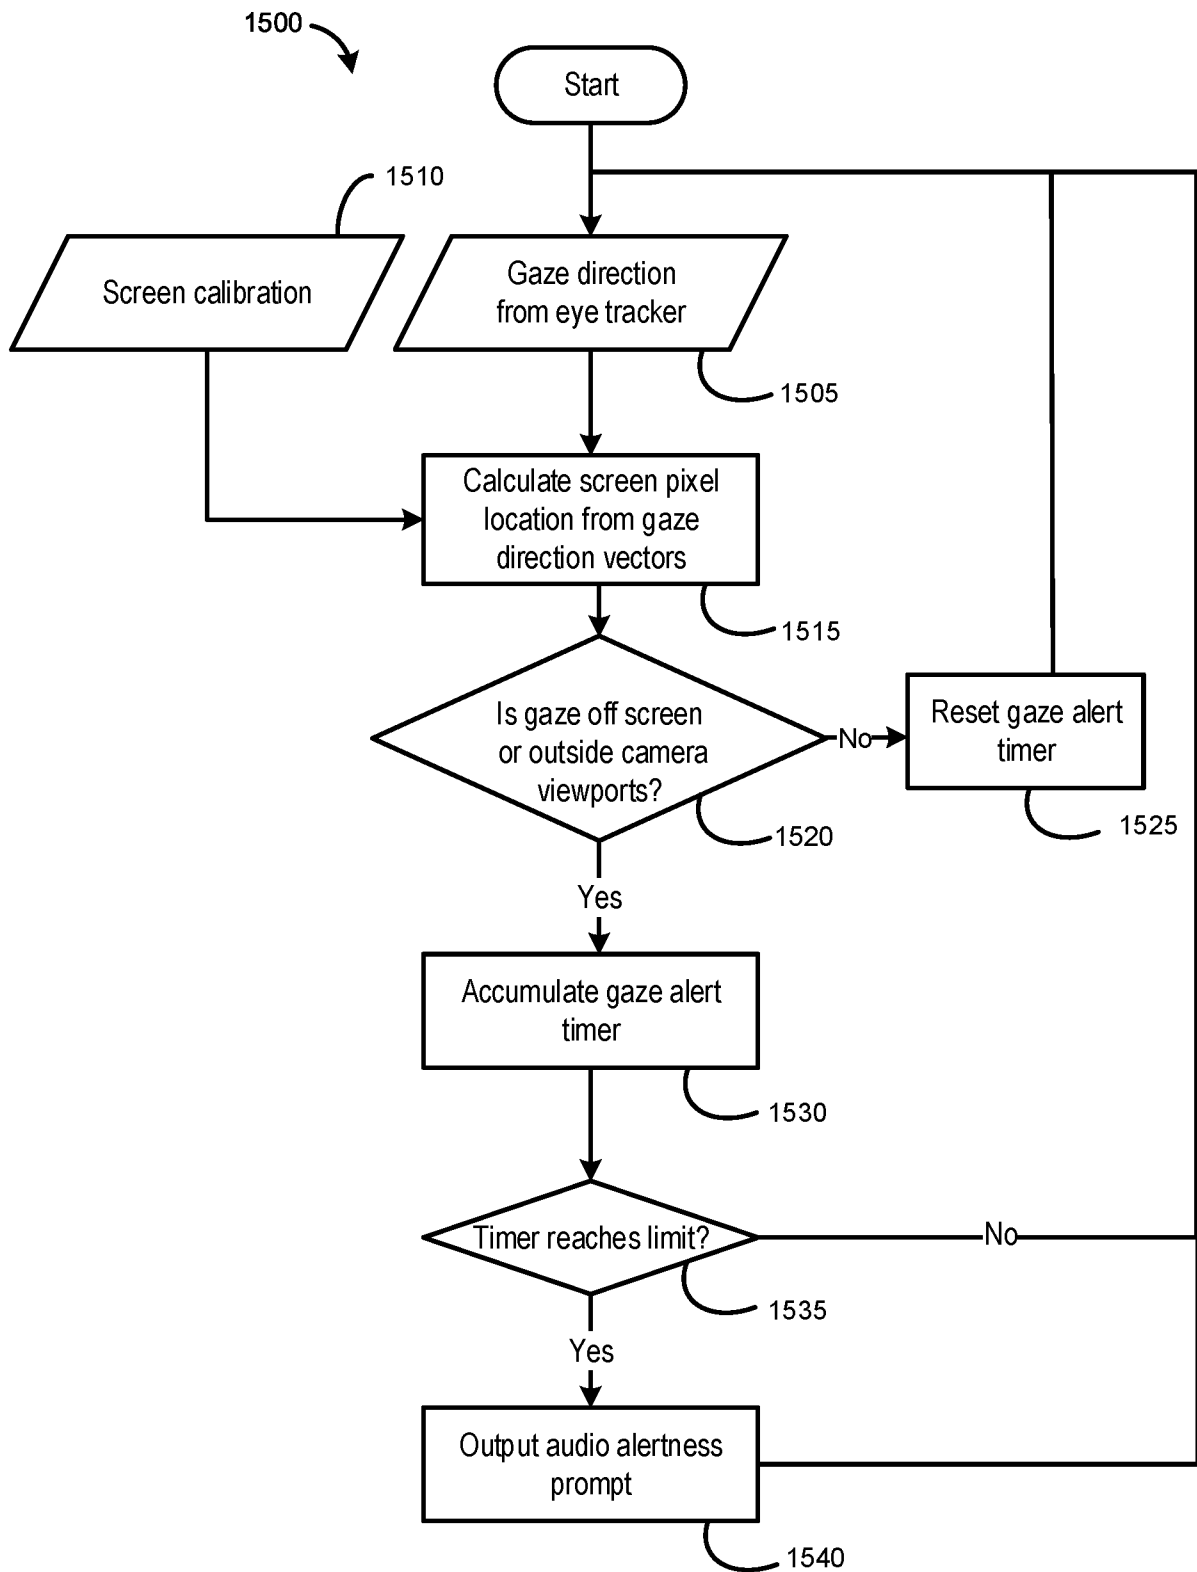 1500
Start
1510
Screen calibration
Gaze direction
from eye tracker
1505
Calculate screen pixel
location from gaze
direction vectors
1515
Is gaze off screen
or outside camera
viewports?
1520
No
Reset gaze alert
timer
1525
Yes
Accumulate gaze alert
timer
1530
Timer reaches limit?
No
1535
Yes
Output audio alertness
prompt
1540